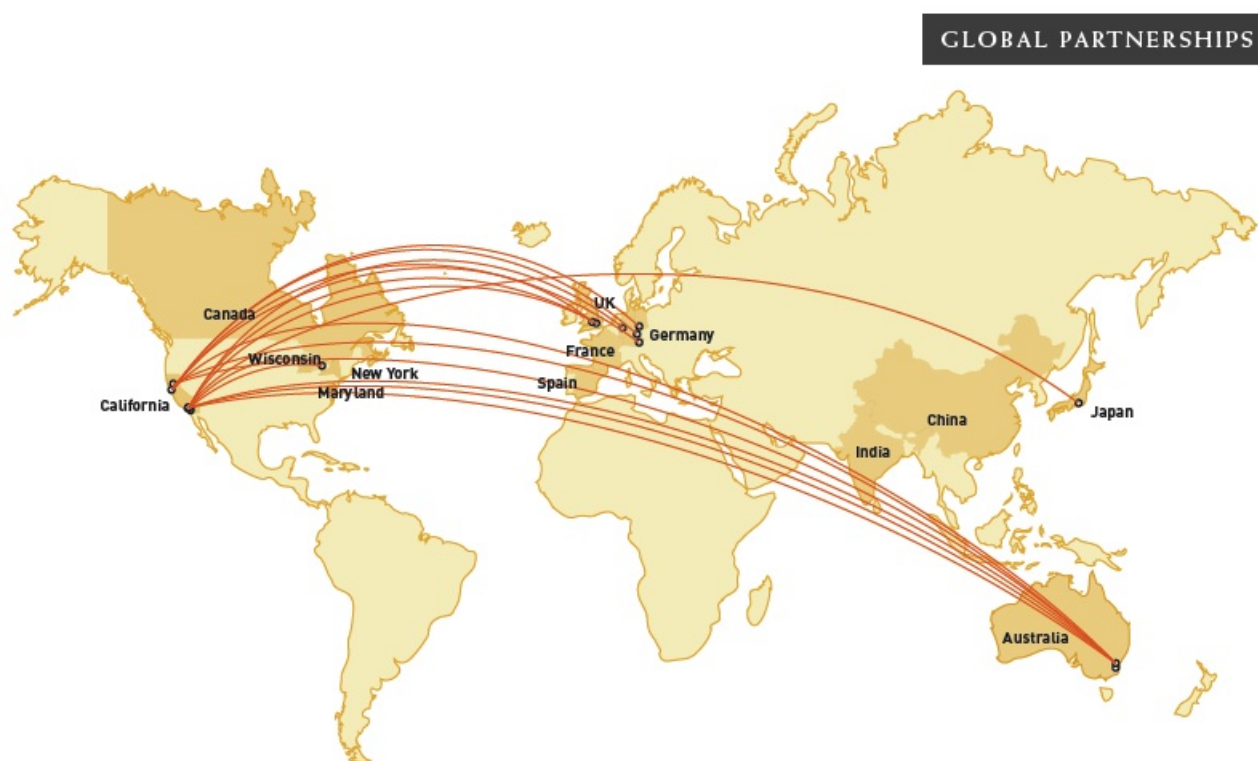 GLOBAL PARTNERSHIPS
Canada
UK
Germany
France
Wisconsin
New York
Spain
Maryland
California
Japan
China
India
Australia